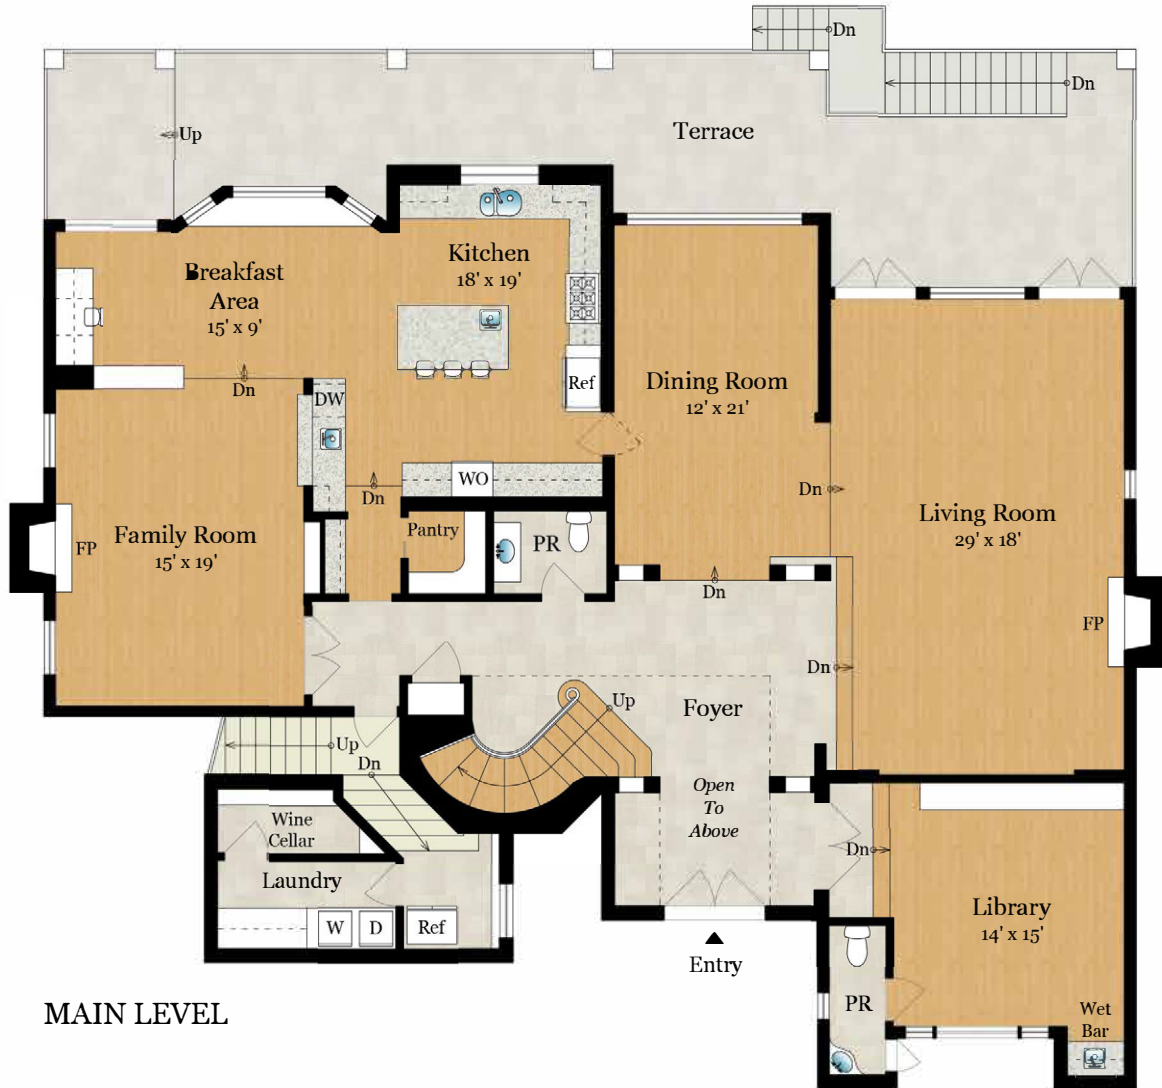 Dn
Dn
Up
Terrace
Kitchen
18' x 19'
Breakfast
Area
15' x 9'
Dn
DW
Ref
Dining Room
12' x 21'
WO
Dn
Dn
Living Room
29' x 18'
Family Room
15' x 19'
FP
Pantry
PR
Dn
FP
Dn
Up
Foyer
Up
Dn
Open
To
Above
Wine
Cellar
Dn
Laundry
W
D
Ref
Library
14' x 15'
Entry
PR
Wet
Bar
MAIN LEVEL